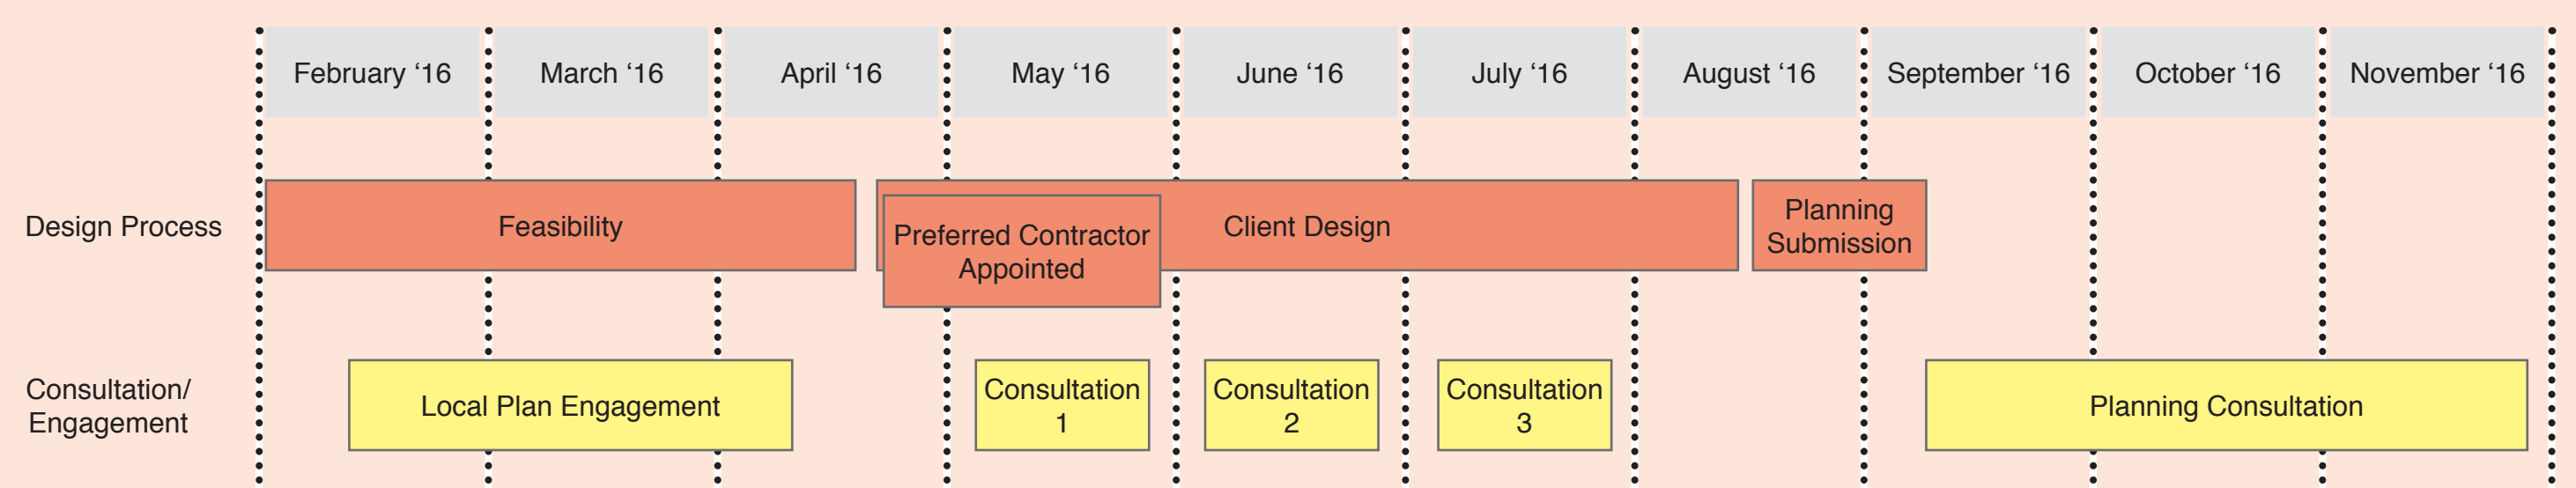 February ‘16 March ‘16 April ‘16 May ‘16 June ‘16 July ‘16 August ‘16 September ‘16 October ‘16 November ‘16
Design Process
Feasibility
Preferred Contractor
Appointed
Client Design
Planning
Submission
Consultation/
Engagement
Local Plan Engagement
Consultation
1
Consultation
2
Consultation
3
Planning Consultation